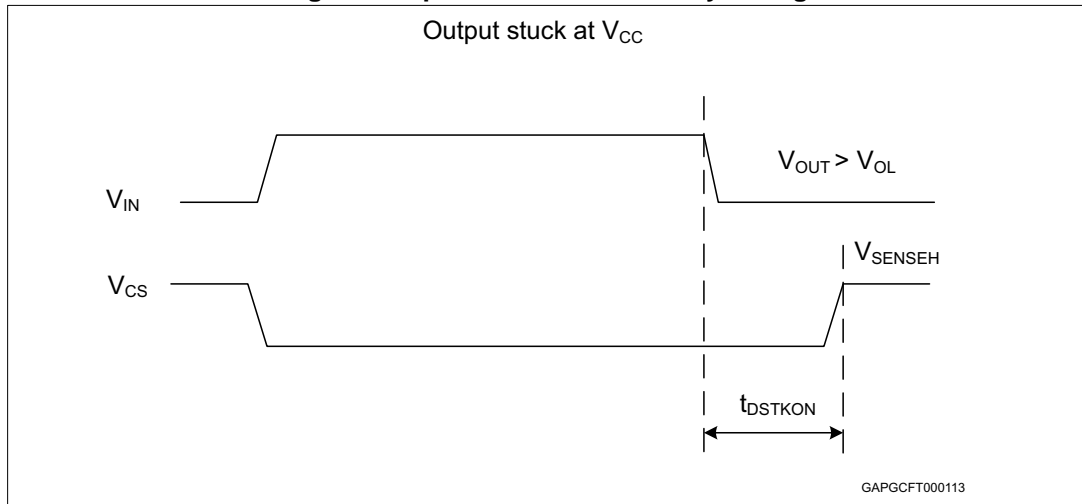 Output stuck at VCC
VOUT > VOL
VIN
VSENSEH
VCS
tDSTKON
GAPGCFT000113